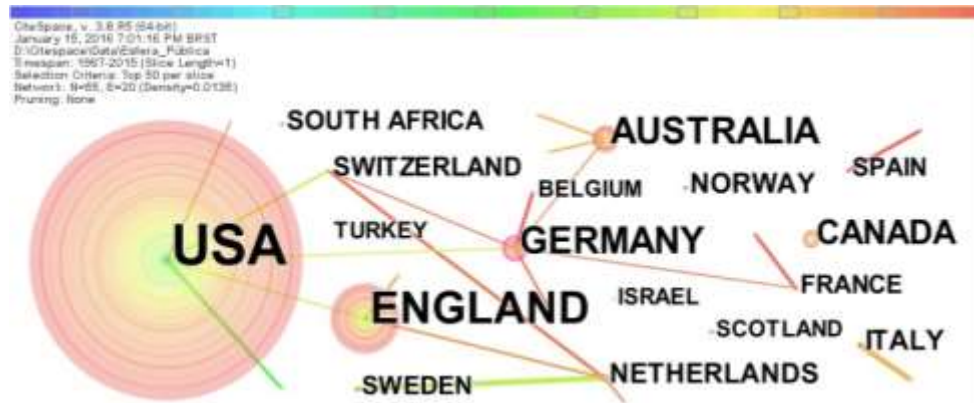 CiteSpace, v. 3.8.R5 (64-bit)
January 15, 2016 7:01:16 PM BRST
D:\Citespace\Data\Esfera_Pública
Timespan: 1967-2015 (Slice Length=1)
Selection Criteria: Top 50 per slice
Network: N=65, E=20 (Density=0.0135)
Pruning: None
SOUTH AFRICA
AUSTRALIA
SWITZERLAND
SPAIN
BELGIUM
NORWAY
TURKEY
USA
GERMANY
CANADA
FRANCE
ENGLAND
ISRAEL
SCOTLAND
ITALY
SWEDEN
NETHERLANDS